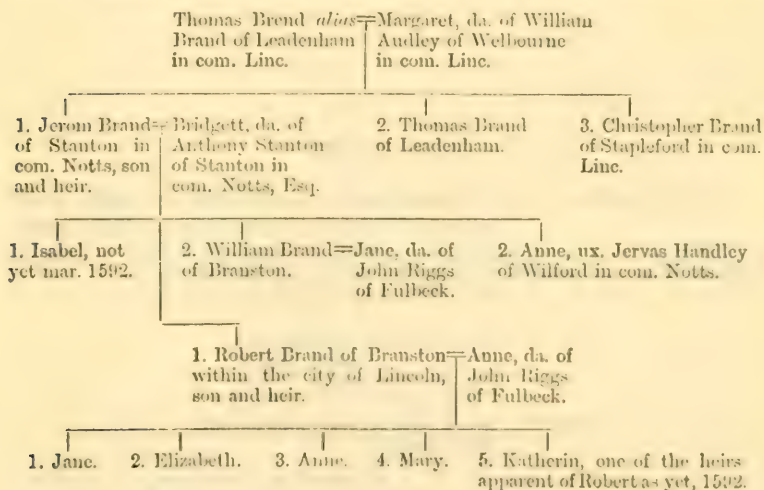 Thomas Brend alias Margaret, da. of William
Brand of Leadenham Audley of Welbourne
in com. Linc. in com. Linc.
1. Jerom Brand Bridgett, da. of 2. Thomas Brand 3. Christopher Brand
of Stanton in Anthony Stanton of Leadenham. of Stapleford in com.
com. Notts, son of Stanton in Linc.
and heir. com. Notts, Esq.
1. Isabel, not 2. William Brand Jane, da. of 2. Anne, ux. Jervas Handley
yet mar. 1592. of Branston. John Riggs of Wilford in com. Notts.
of Fulbeck.
1. Robert Brand of Branston Anne, da. of
within the city of Lincoln, John Riggs
son and heir. of Fulbeck.
1. Jane. 2. Elizabeth. 3. Anne. 4. Mary. 5. Katherin, one of the heirs
apparent of Robert as yet, 1592.